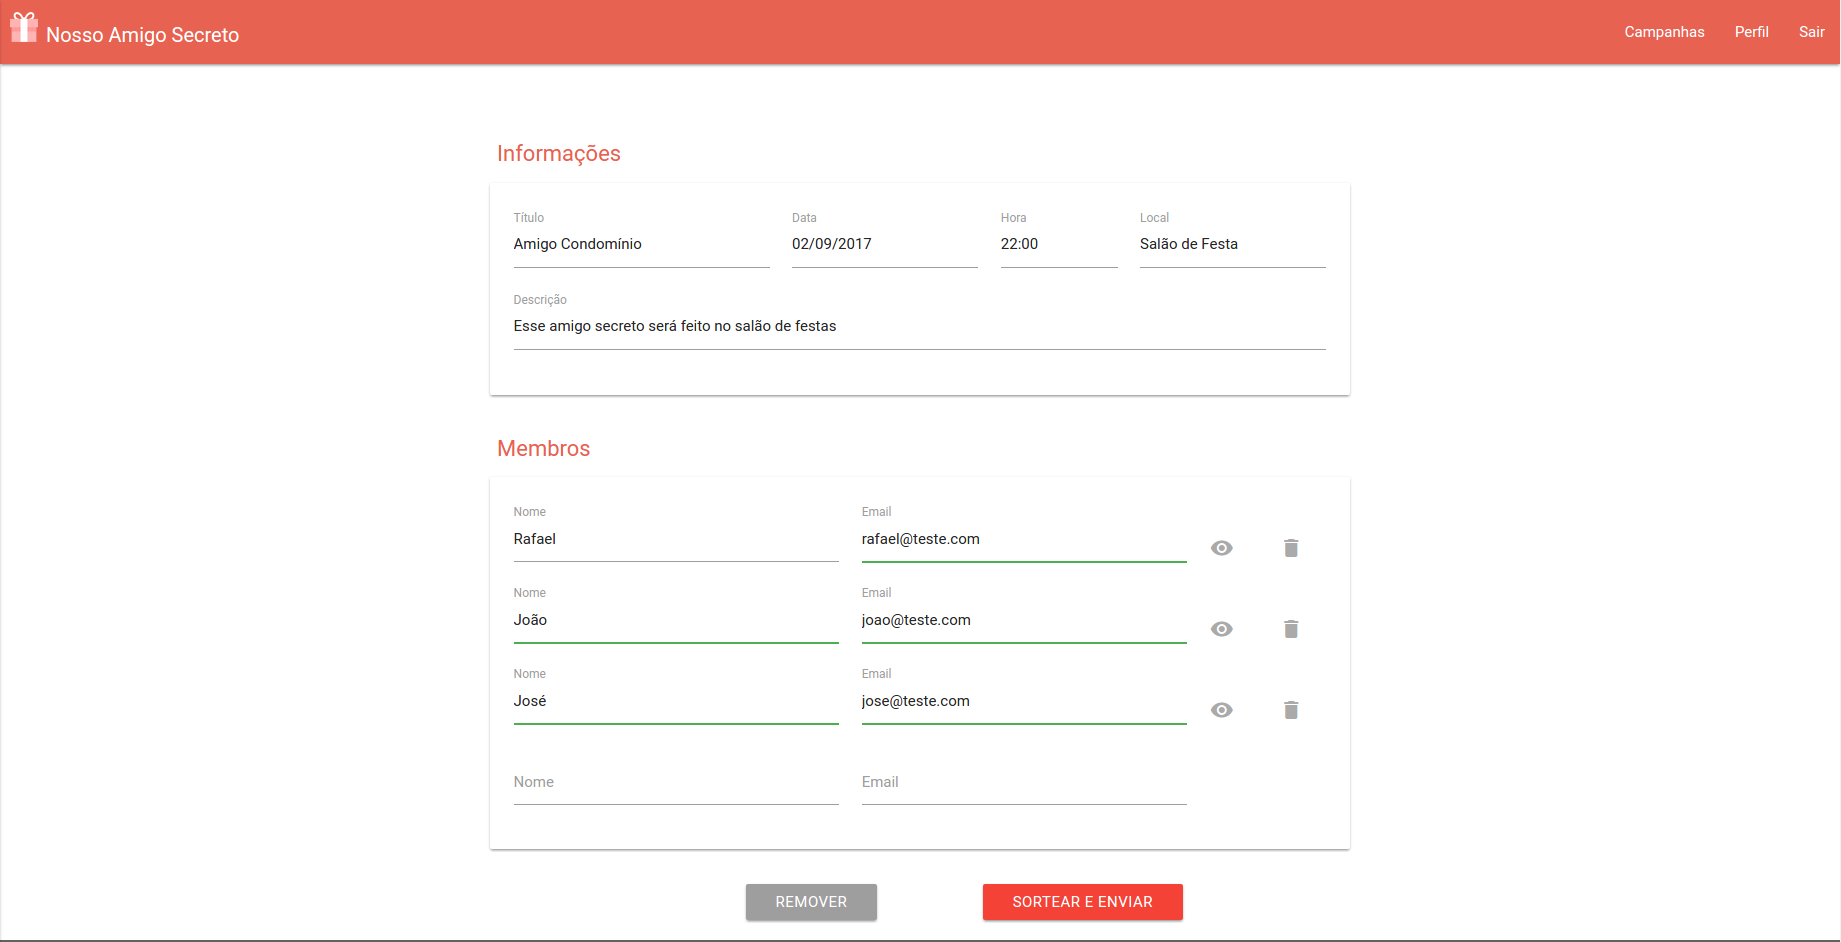 Nosso Amigo Secreto
Campanhas Perfil Sair
Informações
Título Data Hora Local
Amigo Condomínio 02/09/2017 22:00 Salão de Festa
Descrição
Esse amigo secreto será feito no salão de festas
Membros
Nome Email
Rafael rafael@teste.com
Nome Email
João joao@teste.com
Nome Email
José jose@teste.com
Nome Email
REMOVER SORTEAR E ENVIAR